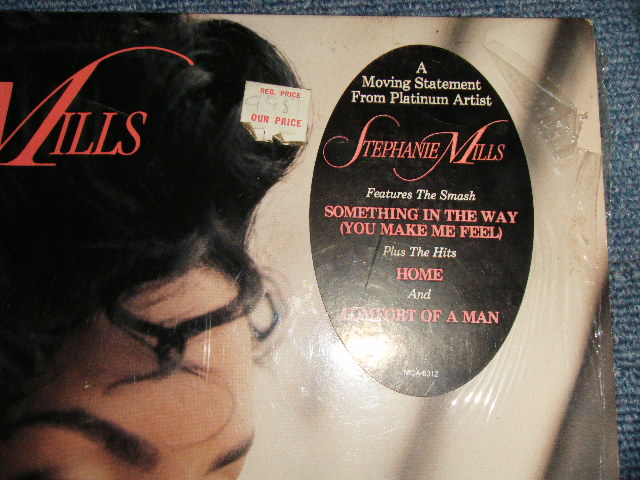 MILLS
REG. PRICE
OUR PRICE
A
Moving Statement
From Platinum Artist
STEPHANIE MILLS
Features The Smash
SOMETHING IN THE WAY
(YOU MAKE ME FEEL)
Plus The Hits
HOME
And
COMFORT OF A MAN
MCA-6312